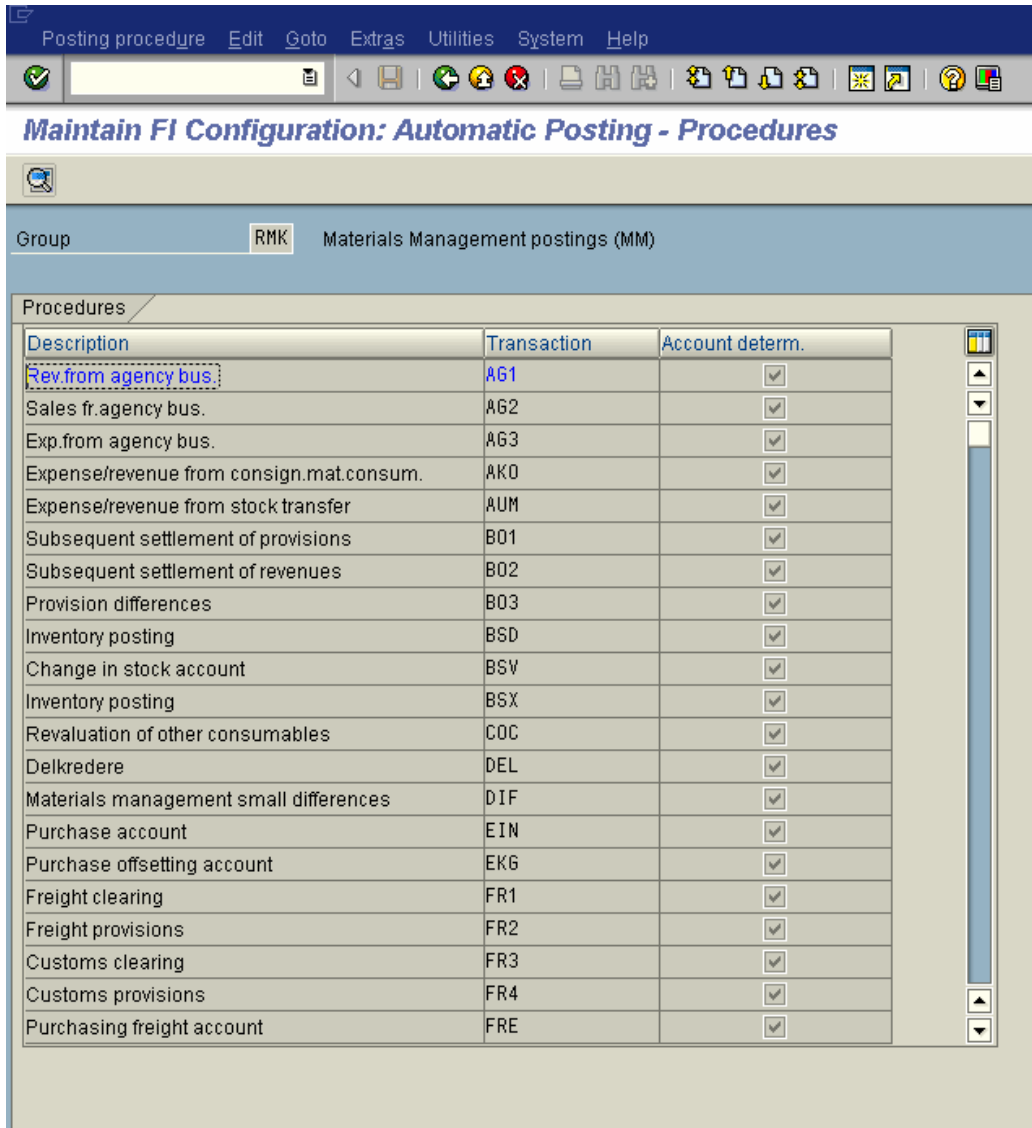 Posting procedure Edit Goto Extras Utilities System Help
Maintain FI Configuration: Automatic Posting - Procedures
Group RMK Materials Management postings (MM)
Procedures
Description Transaction Account determ.
Rev.from agency bus. AG1
Sales fr.agency bus. AG2
Exp.from agency bus. AG3
Expense/revenue from consign.mat.consum. AKO
Expense/revenue from stock transfer AUM
Subsequent settlement of provisions BO1
Subsequent settlement of revenues BO2
Provision differences BO3
Inventory posting BSD
Change in stock account BSV
Inventory posting BSX
Revaluation of other consumables COC
Delkredere DEL
Materials management small differences DIF
Purchase account EIN
Purchase offsetting account EKG
Freight clearing FR1
Freight provisions FR2
Customs clearing FR3
Customs provisions FR4
Purchasing freight account FRE